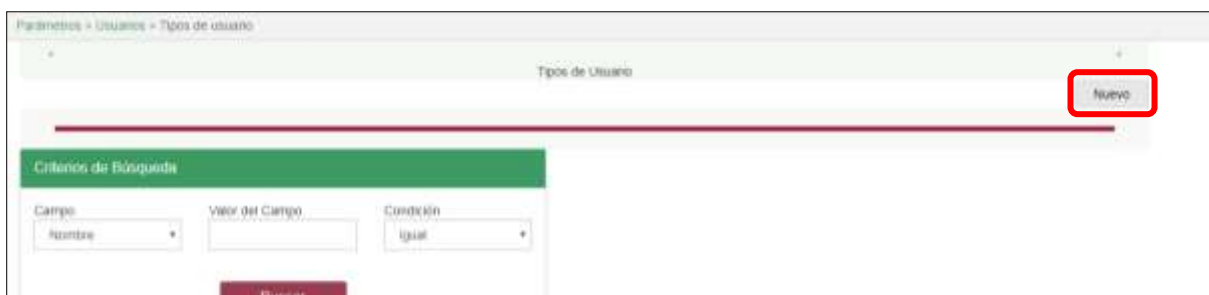 Parámetros » Usuarios » Tipos de usuario
Tipos de Usuario
Nuevo
Criterios de Búsqueda
Campo Valor del Campo Condición
Nombre Igual
Buscar